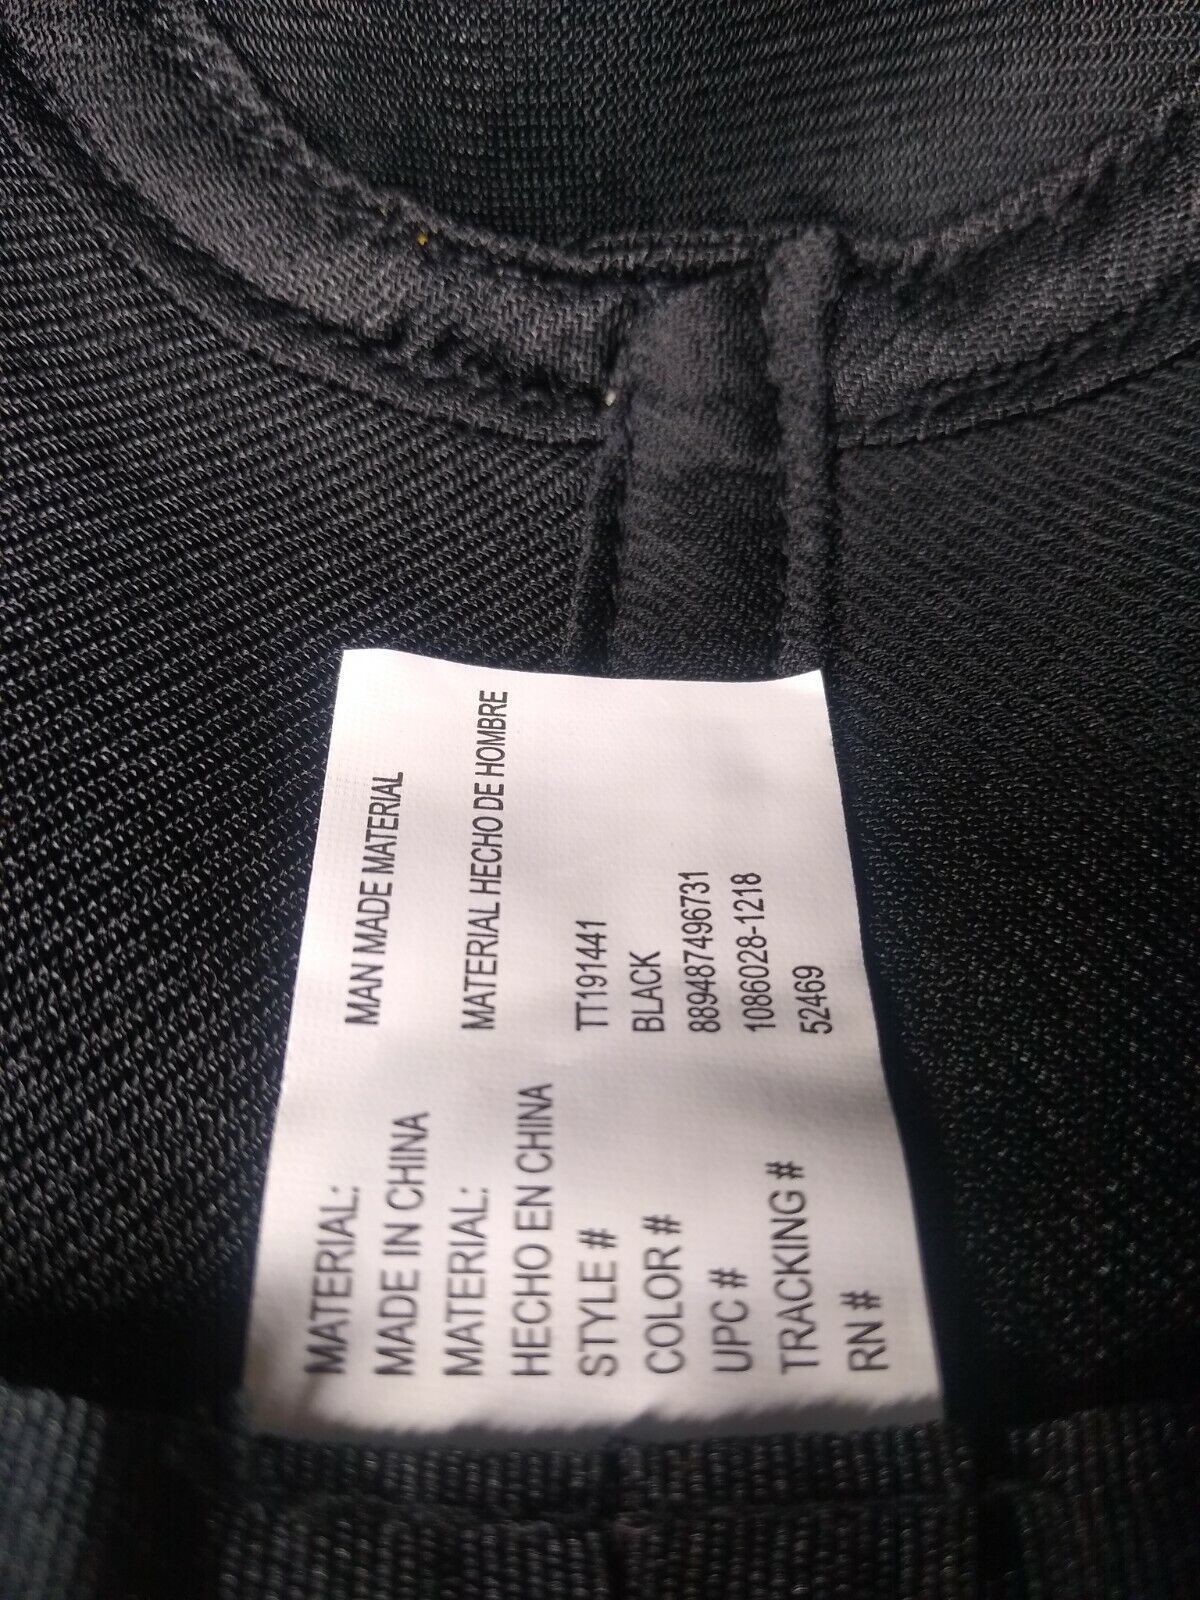 MATERIAL: MAN MADE MATERIAL
MADE IN CHINA
MATERIAL: MATERIAL HECHO DE HOMBRE
HECHO EN CHINA
STYLE # TT191441
COLOR # BLACK
UPC # 889487496731
TRACKING # 1086028-1218
RN # 52469